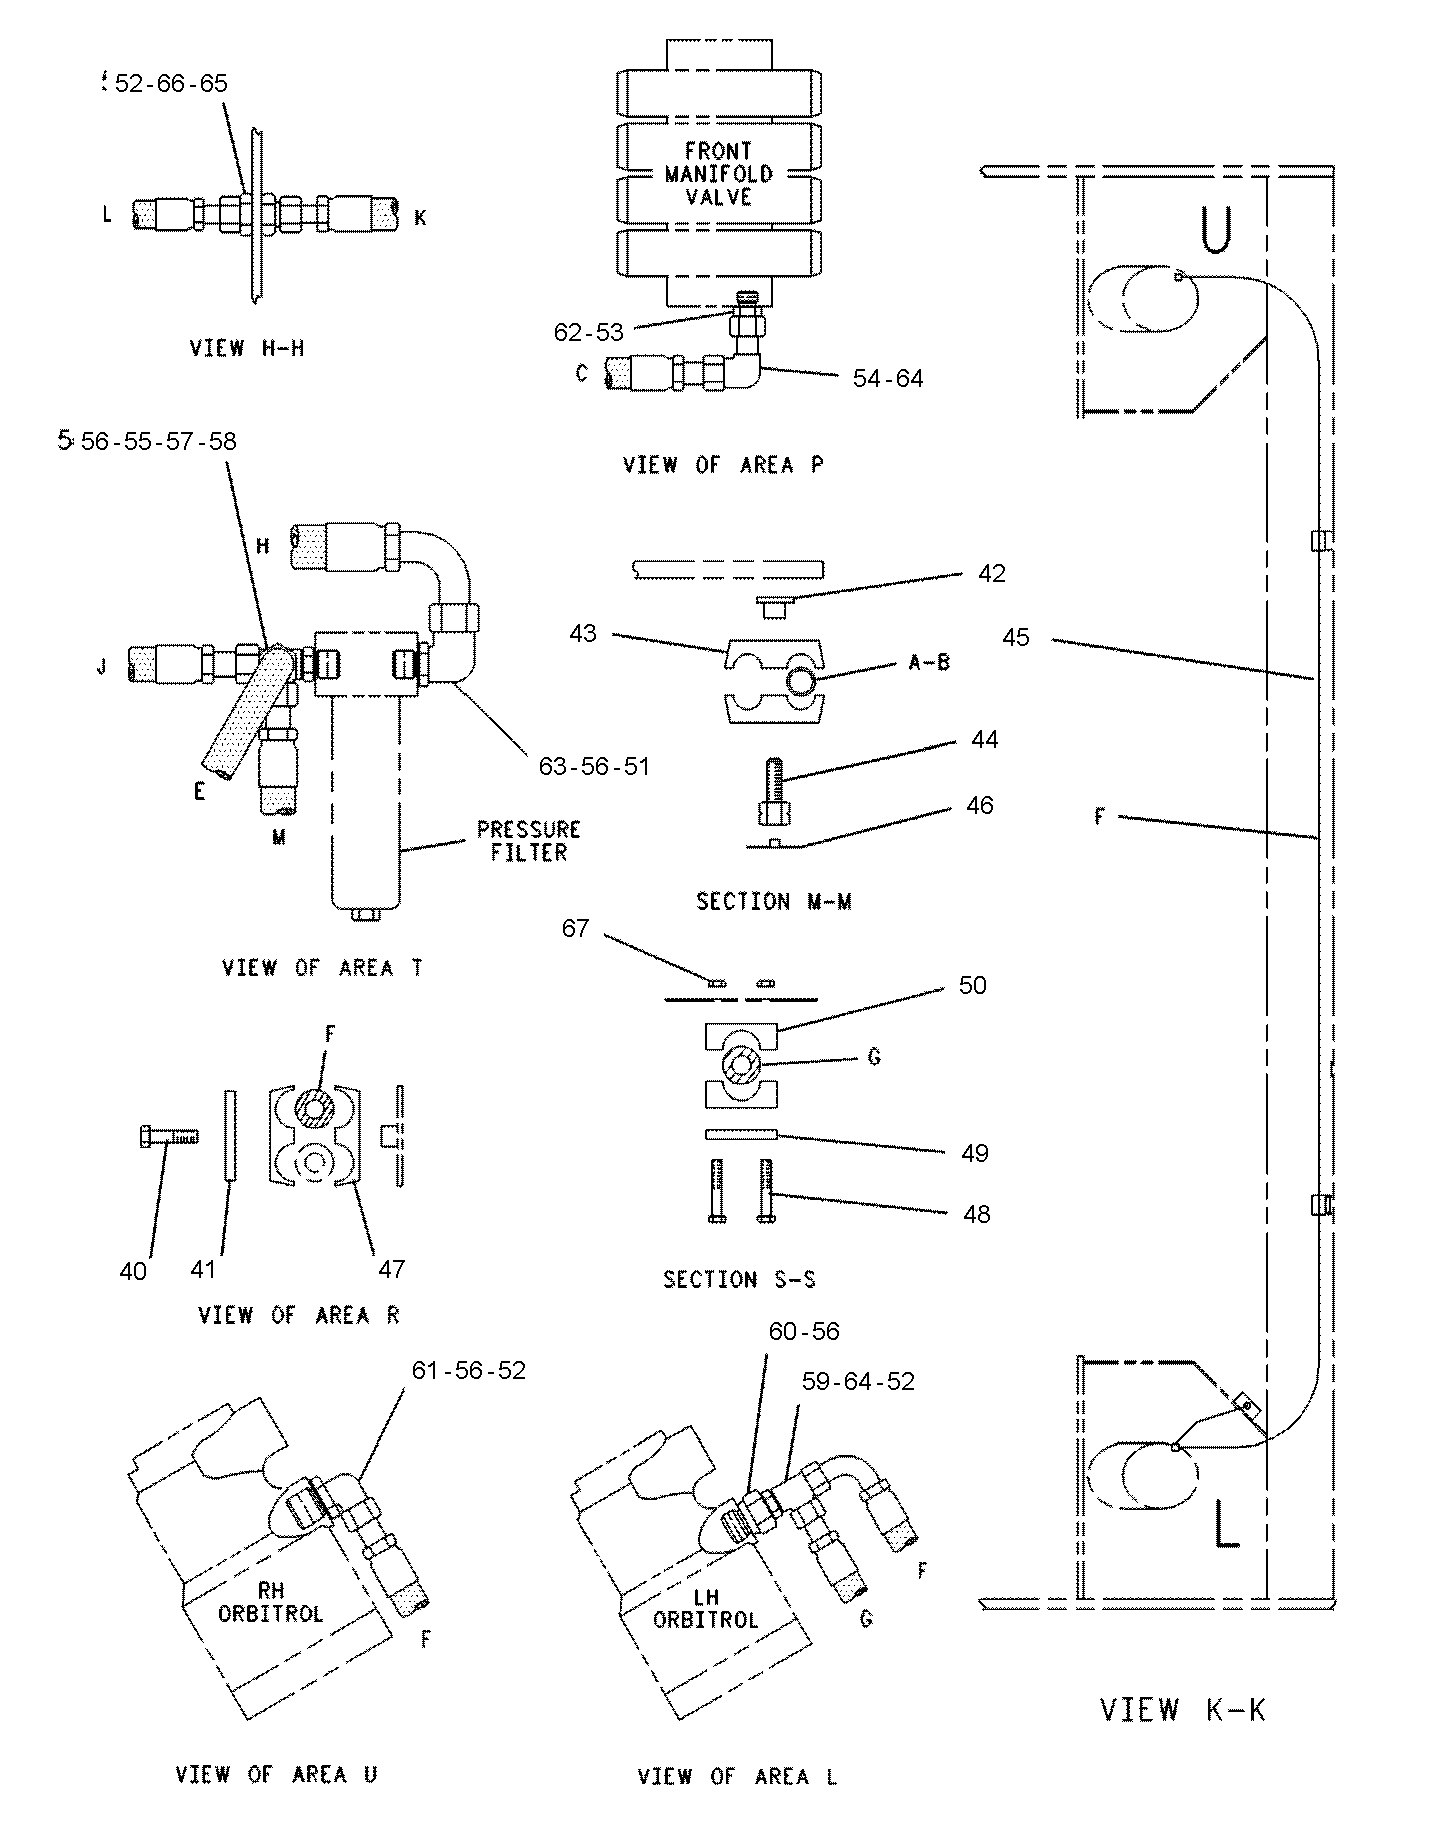 52-66-65
L
K
VIEW H-H
FRONT
MANIFOLD
VALVE
62-53
C
54-64
VIEW OF AREA P
56-55-57-58
H
J
E
M
63-56-51
PRESSURE
FILTER
VIEW OF AREA T
42
43
A-B
44
46
SECTION M-M
67
50
G
49
48
SECTION S-S
F
40
41
47
VIEW OF AREA R
61-56-52
RH
ORBITROL
F
VIEW OF AREA U
60-56
59-64-52
LH
ORBITROL
F
G
VIEW OF AREA L
U
45
F
L
VIEW K-K